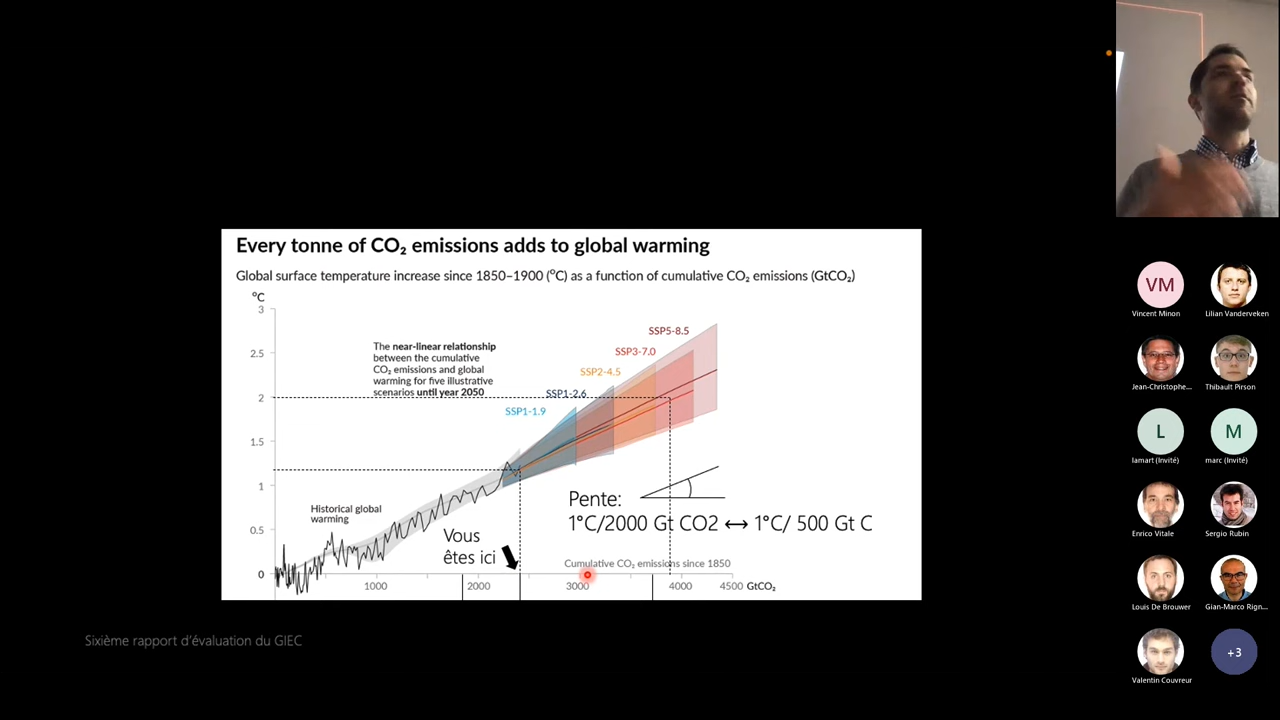 Every tonne of CO₂ emissions adds to global warming
Global surface temperature increase since 1850–1900 (°C) as a function of cumulative CO₂ emissions (GtCO₂)
°C
3
2.5
2
1.5
1
0.5
0
The near-linear relationship
between the cumulative
CO₂ emissions and global
warming for five illustrative
scenarios until year 2050
SSP5-8.5
SSP3-7.0
SSP2-4.5
SSP1-2.6
SSP1-1.9
Historical global
warming
Vous
êtes ici
Pente:
1°C/2000 Gt CO2 ↔ 1°C/ 500 Gt C
Cumulative CO₂ emissions since 1850
1000
2000
3000
4000
4500
GtCO₂
Sixième rapport d'évaluation du GIEC
VM
Vincent Minon
Lilian Vanderveken
Jean-Christophe...
Thibault Pirson
L
lamart (Invité)
M
marc (Invité)
Enrico Vitale
Sergio Rubin
Louis De Brouwer
Gian-Marco Rign...
Valentin Couvreur
+3